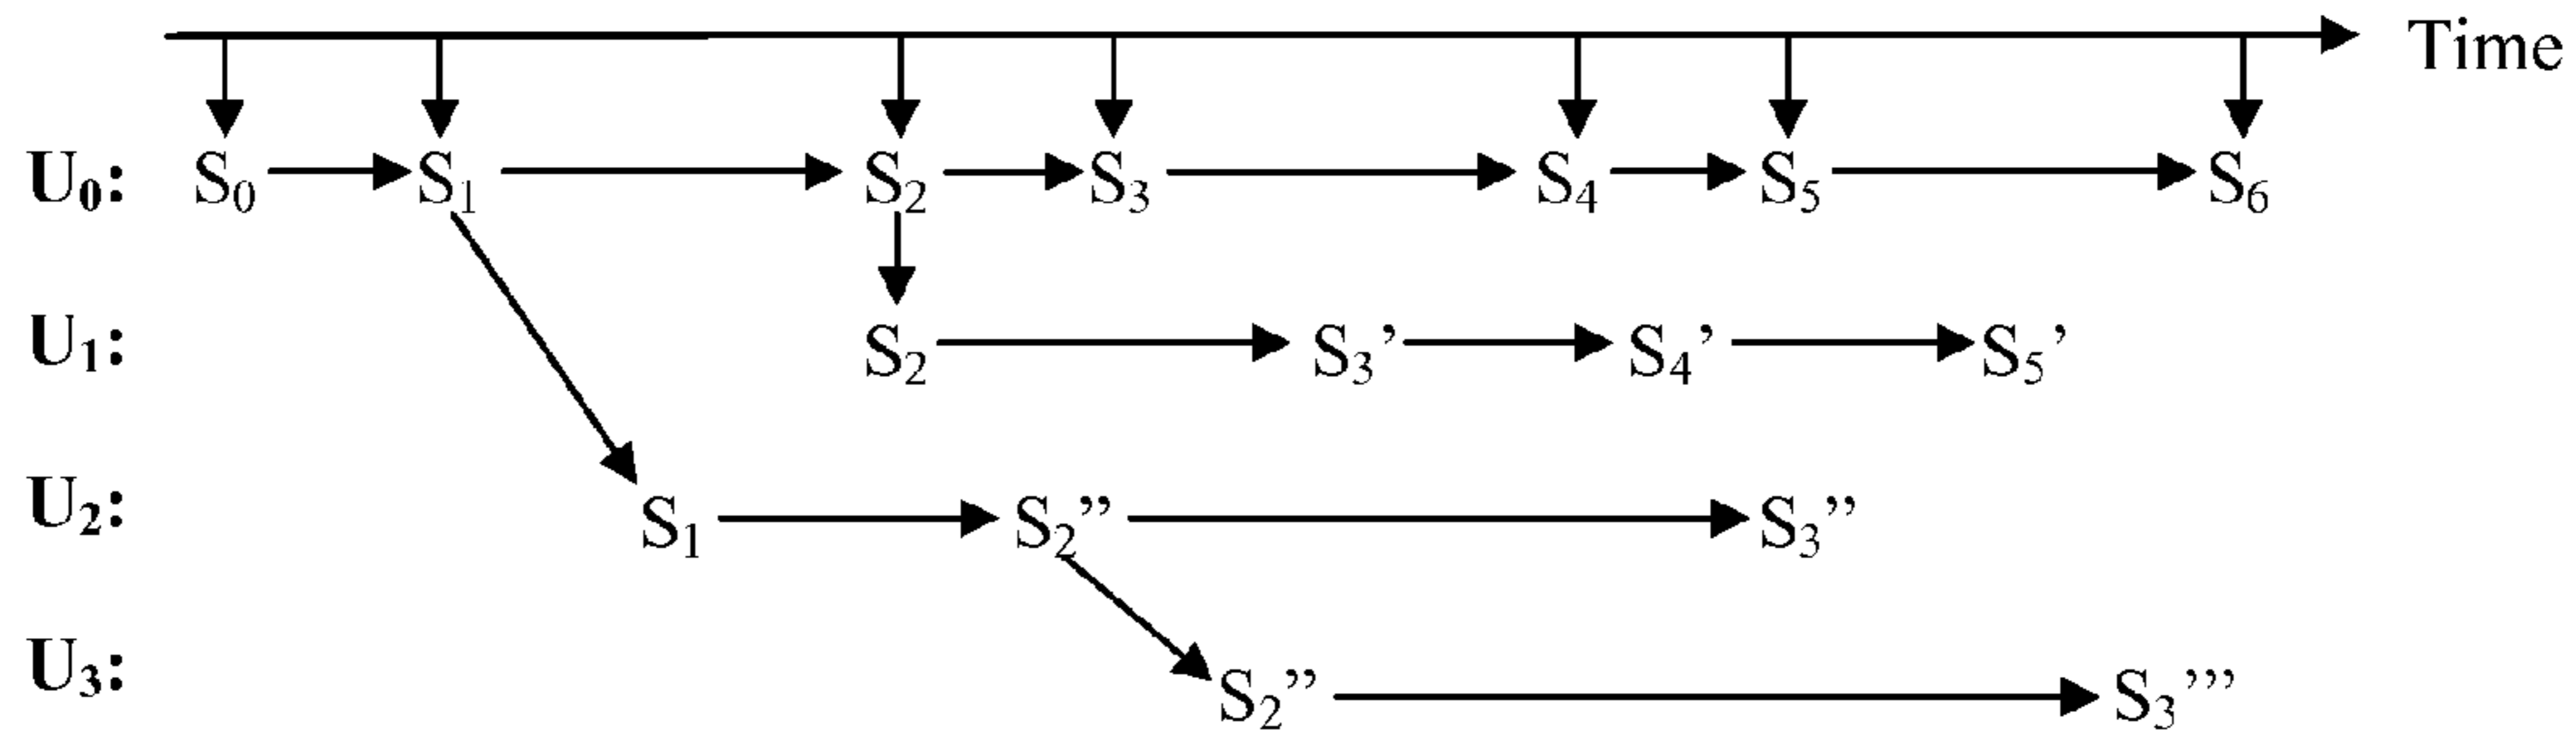 Time
U₀: S₀ S₁ S₂ S₃ S₄ S₅ S₆
U₁: S₂ S₃’ S₄’ S₅’
U₂: S₁ S₂” S₃”
U₃: S₂” S₃’’’